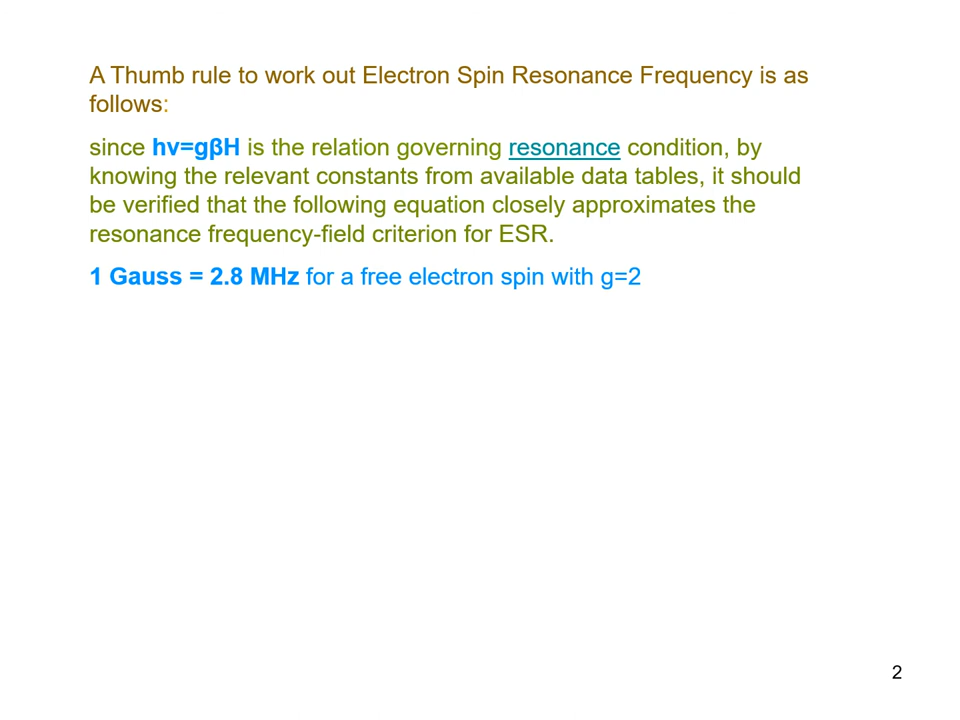 A Thumb rule to work out Electron Spin Resonance Frequency is as
follows:
since hν=gβH is the relation governing resonance condition, by
knowing the relevant constants from available data tables, it should
be verified that the following equation closely approximates the
resonance frequency-field criterion for ESR.
1 Gauss = 2.8 MHz for a free electron spin with g=2
2